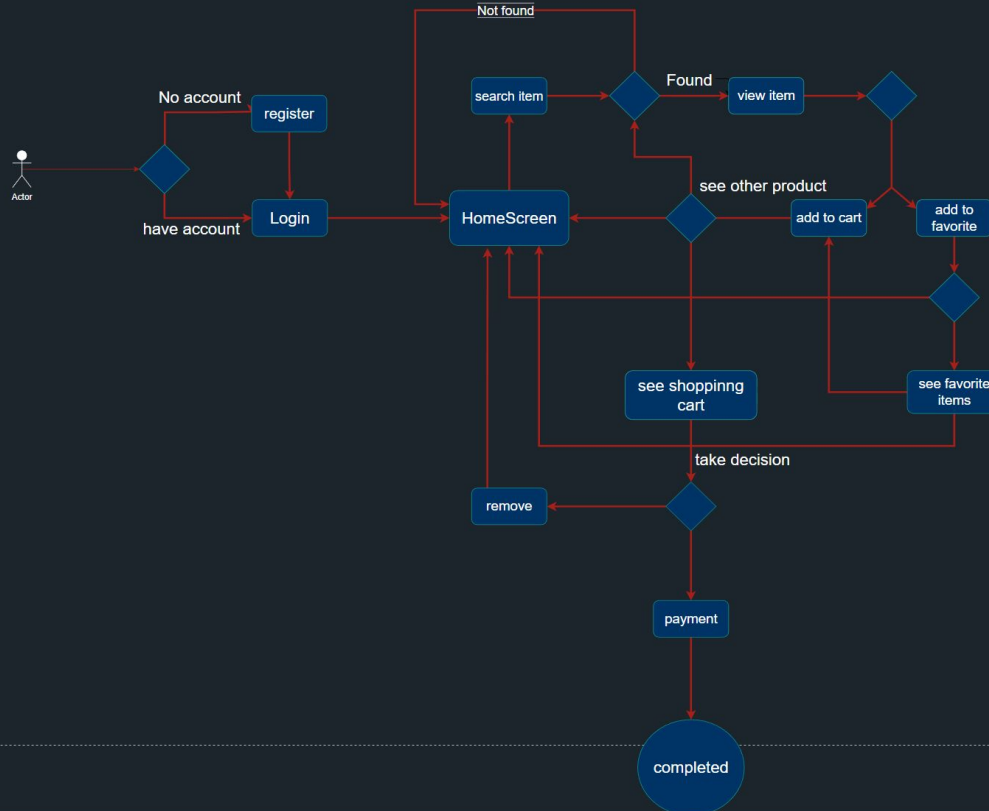 Not found
search item
Found
view item
No account
register
Actor
have account
Login
HomeScreen
see other product
add to cart
add to
favorite
see shoppinng
cart
see favorite
items
take decision
remove
payment
completed